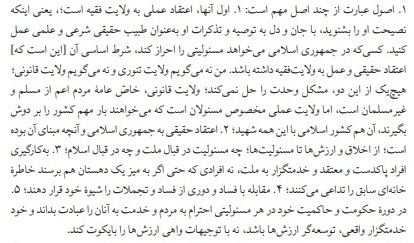 ۱. اصول عبارت از چند اصل مهم است: ۱. اول آنها، اعتقاد عملی به ولایت فقیه است؛، یعنی اینکه
نصیحت او را بشنوید، با جان و دل به توصیه و تذکرات او به‌عنوان طبیبِ حقیقی شرعی و علمی عمل
کنید. کسی‌که در جمهوری اسلامی می‌خواهد مسئولیتی را احراز کند، شرط اساسی آن [این است که]
اعتقاد حقیقی و عمل به ولایت‌فقیه داشته باشد. من نه می‌گویم ولایت تنوری و نه می‌گویم ولایت قانونی؛
هیچ‌یک از این دو، مشکل وحدت را حل نمی‌کند؛ ولایت قانونی، خاصّ عامهٔ مردم اعم از مسلم و
غیرمسلمان است، اما ولایت عملی مخصوص مسئولان است که می‌خواهند بار مهم کشور را بر دوش
بگیرند، آن هم کشور اسلامی با این همه شهید؛ ۲. اعتقاد حقیقی به جمهوری اسلامی و آنچه مبنای آن بوده
است؛ از اخلاق و ارزش‌ها تا مسئولیت‌ها؛ چه مسئولیت در قبال ملت و چه در قبال اسلام؛ ۳. به‌کارگیری
افراد پاکدست و معتقد و خدمتگزار به ملت، نه افرادی که حتی اگر به میز یک دهستان هم برسند خاطرهٔ
خانه‌ای سابق را تداعی می‌کنند؛ ۴. مقابله با فساد و دوری از فساد و تجملات را شیوهٔ خود قرار دهند؛ ۵.
در دورهٔ حکومت و حاکمیت خود در هر مسئولیتی احترام به مردم و خدمت به آنان را عبادت بداند و خود
خدمتگزار واقعی، توسعه‌گر ارزش‌ها باشد، نه با توجیهات واهی ارزش‌ها را بایکوت کند.